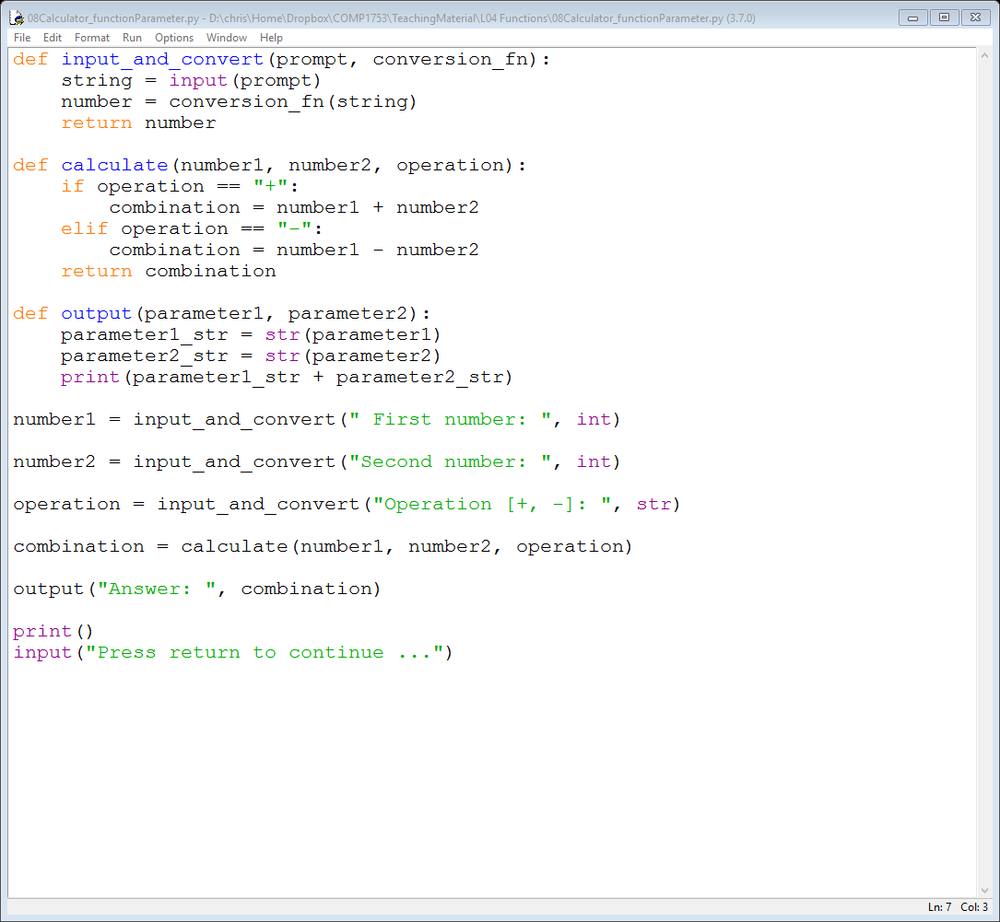 08Calculator_functionParameter.py - D:\chris\Home\Dropbox\COMP1753\TeachingMaterial\L04 Functions\08Calculator_functionParameter.py (3.7.0)
File Edit Format Run Options Window Help
def input_and_convert(prompt, conversion_fn):
    string = input(prompt)
    number = conversion_fn(string)
    return number

def calculate(number1, number2, operation):
    if operation == "+":
        combination = number1 + number2
    elif operation == "-":
        combination = number1 - number2
    return combination

def output(parameter1, parameter2):
    parameter1_str = str(parameter1)
    parameter2_str = str(parameter2)
    print(parameter1_str + parameter2_str)

number1 = input_and_convert(" First number: ", int)

number2 = input_and_convert("Second number: ", int)

operation = input_and_convert("Operation [+, -]: ", str)

combination = calculate(number1, number2, operation)

output("Answer: ", combination)

print()
input("Press return to continue ...")
Ln: 7 Col: 3